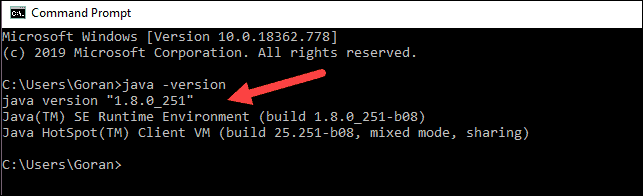 Command Prompt
Microsoft Windows [Version 10.0.18362.778]
(c) 2019 Microsoft Corporation. All rights reserved.
C:\Users\Goran>java -version
java version "1.8.0_251"
Java(TM) SE Runtime Environment (build 1.8.0_251-b08)
Java HotSpot(TM) Client VM (build 25.251-b08, mixed mode, sharing)
C:\Users\Goran>